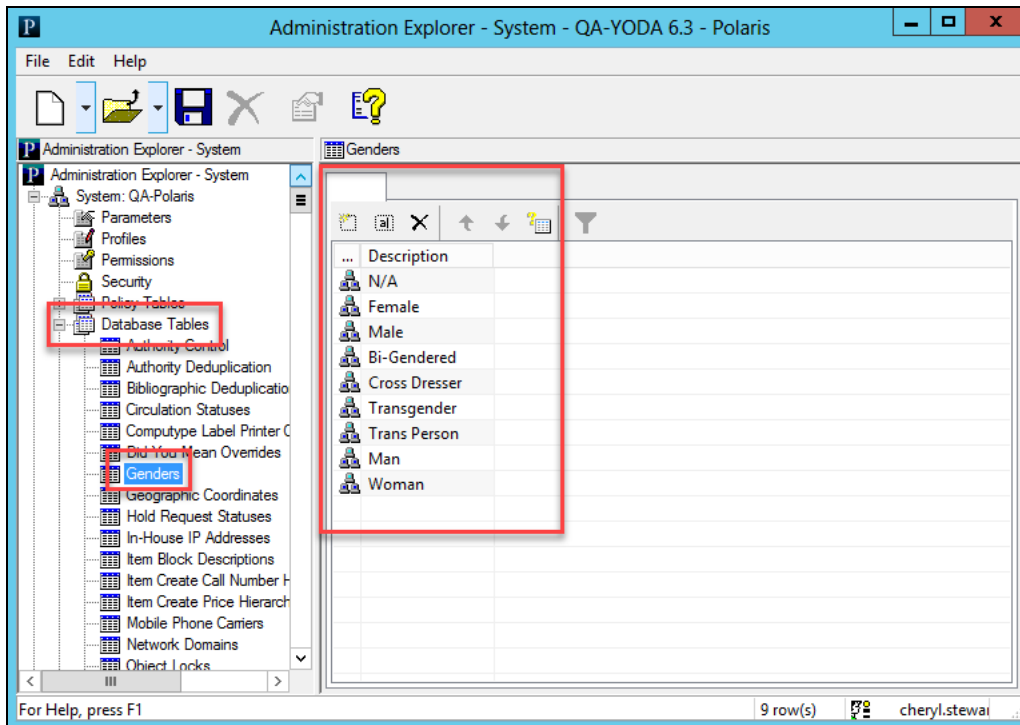 Administration Explorer - System - QA-YODA 6.3 - Polaris
File Edit Help
Administration Explorer - System
Genders
Administration Explorer - System
System: QA-Polaris
Parameters
Profiles
Permissions
Security
Policy Tables
Database Tables
Authority Control
Authority Deduplication
Bibliographic Deduplicatio
Circulation Statuses
Computype Label Printer C
Did You Mean Overrides
Genders
Geographic Coordinates
Hold Request Statuses
In-House IP Addresses
Item Block Descriptions
Item Create Call Number H
Item Create Price Hierarch
Mobile Phone Carriers
Network Domains
Object Locks
... Description
N/A
Female
Male
Bi-Gendered
Cross Dresser
Transgender
Trans Person
Man
Woman
For Help, press F1
9 row(s)
cheryl.stewar